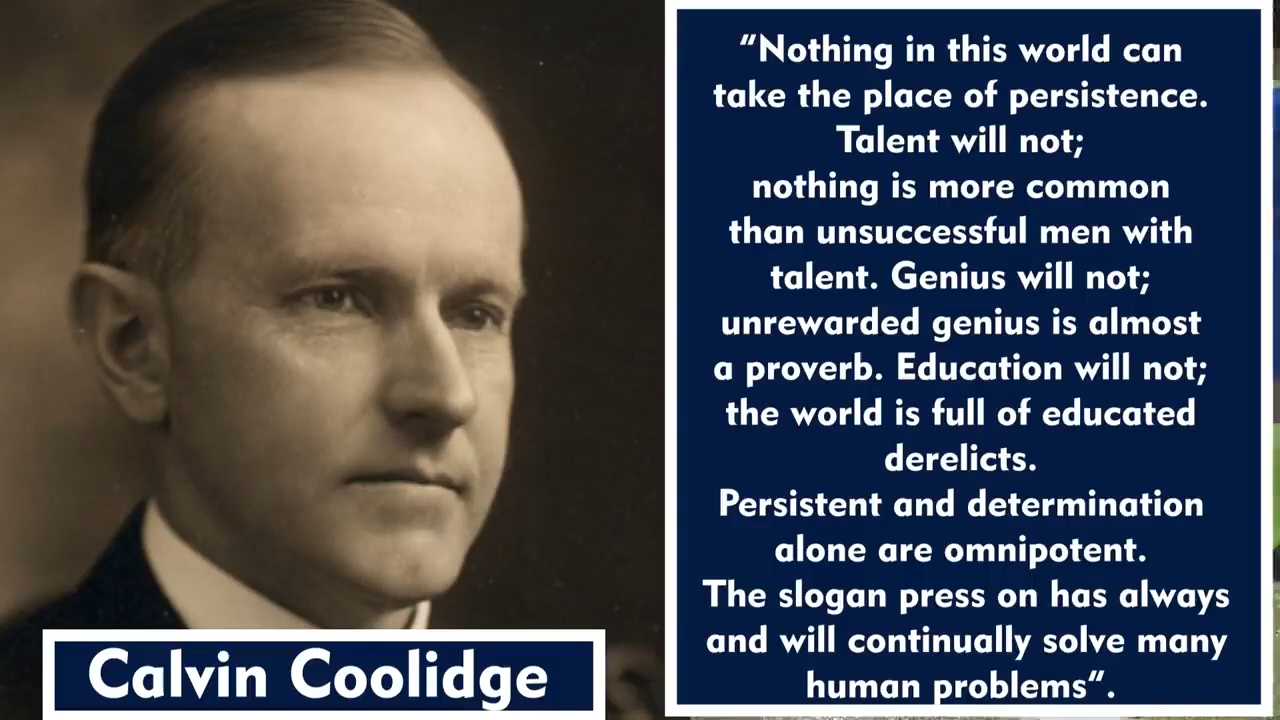 “Nothing in this world can
take the place of persistence.
Talent will not;
nothing is more common
than unsuccessful men with
talent. Genius will not;
unrewarded genius is almost
a proverb. Education will not;
the world is full of educated
derelicts.
Persistent and determination
alone are omnipotent.
The slogan press on has always
and will continually solve many
human problems”.
Calvin Coolidge